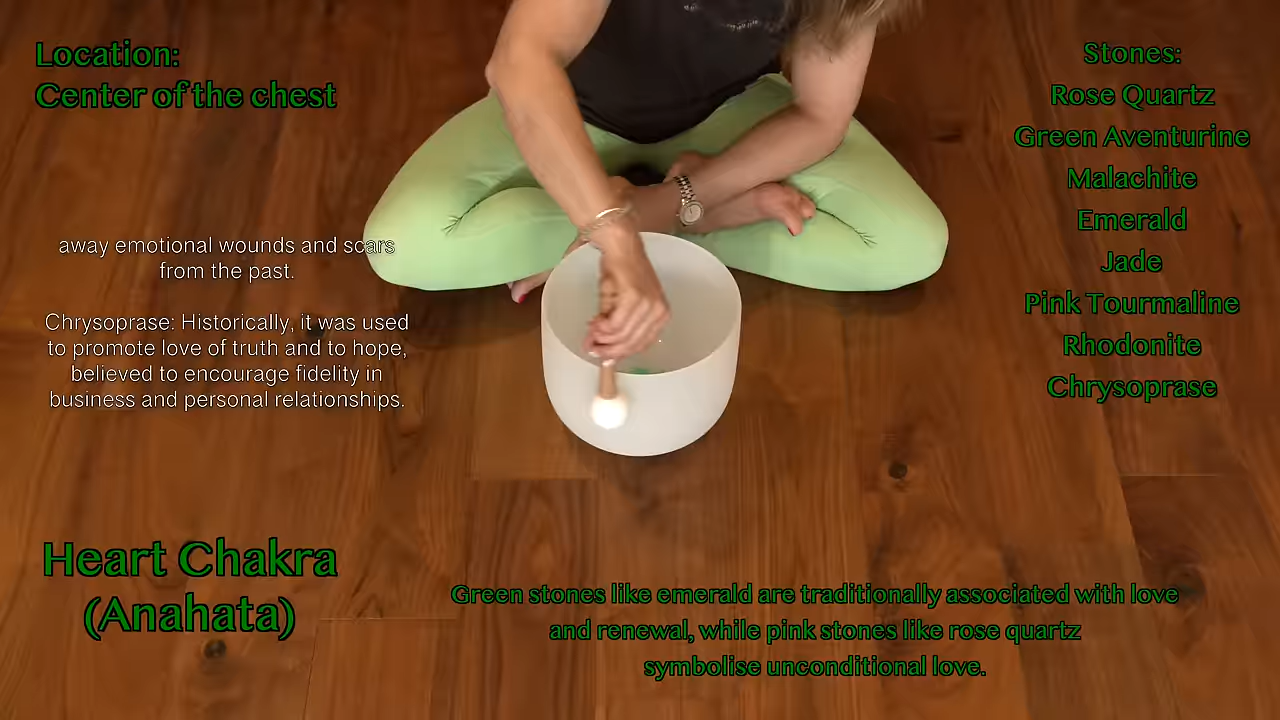 Location:
Center of the chest
away emotional wounds and scars
from the past.
Chrysoprase: Historically, it was used
to promote love of truth and to hope,
believed to encourage fidelity in
business and personal relationships.
Heart Chakra
(Anahata)
Stones:
Rose Quartz
Green Aventurine
Malachite
Emerald
Jade
Pink Tourmaline
Rhodonite
Chrysoprase
Green stones like emerald are traditionally associated with love
and renewal, while pink stones like rose quartz
symbolise unconditional love.